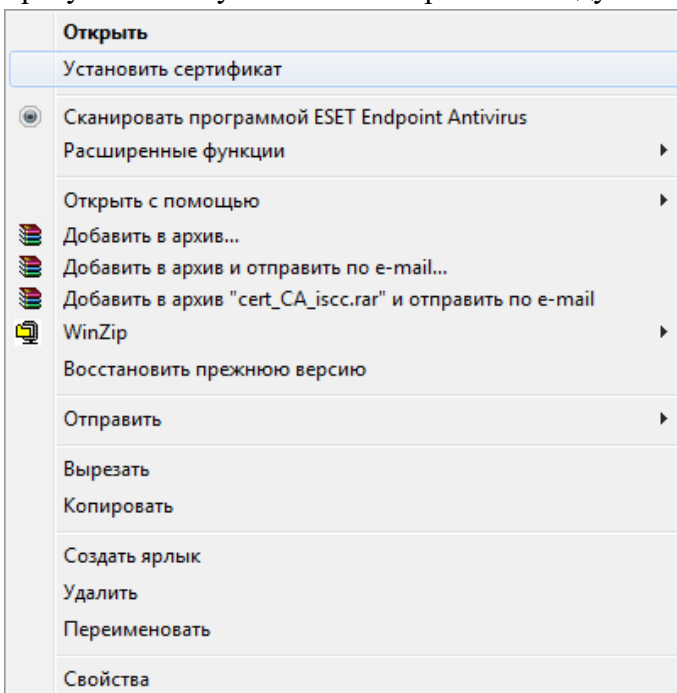 Открыть
Установить сертификат
Сканировать программой ESET Endpoint Antivirus
Расширенные функции
Открыть с помощью
Добавить в архив...
Добавить в архив и отправить по e-mail...
Добавить в архив "cert_CA_iscc.rar" и отправить по e-mail
WinZip
Восстановить прежнюю версию
Отправить
Вырезать
Копировать
Создать ярлык
Удалить
Переименовать
Свойства